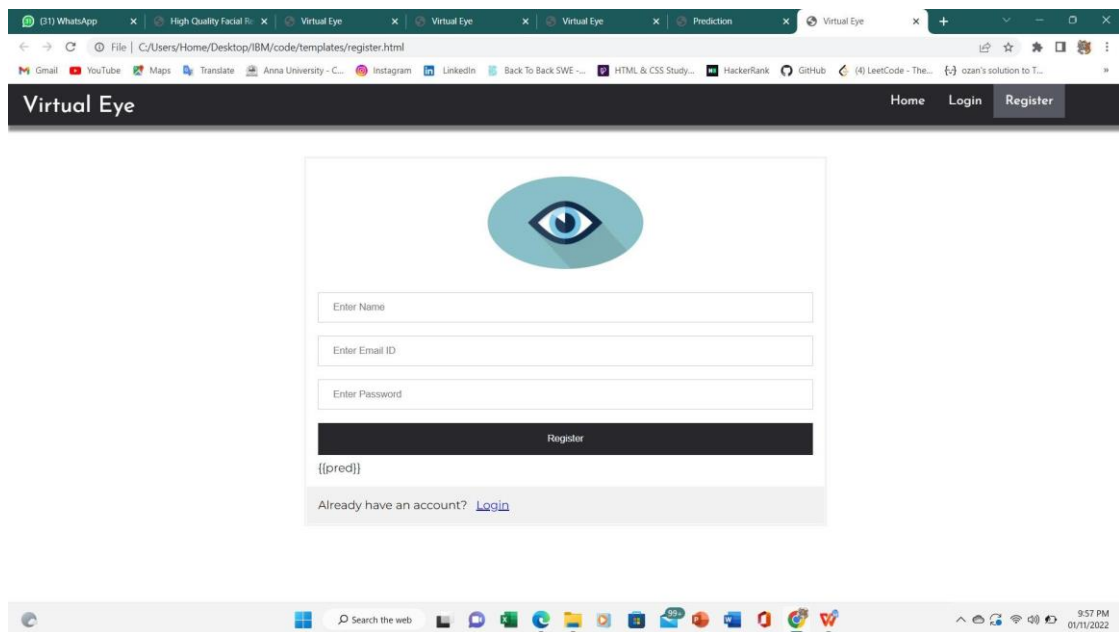 (31) WhatsApp
High Quality Facial Re
Virtual Eye
Virtual Eye
Virtual Eye
Prediction
Virtual Eye
File | C:/Users/Home/Desktop/IBM/code/templates/register.html
Gmail YouTube Maps Translate Anna University - C... Instagram LinkedIn Back To Back SWE -... HTML & CSS Study... HackerRank GitHub (4) LeetCode - The... ozan's solution to T...
Virtual Eye
Home Login Register
Enter Name
Enter Email ID
Enter Password
Register
{{pred}}
Already have an account? Login
Search the web
99+
9:57 PM
01/11/2022